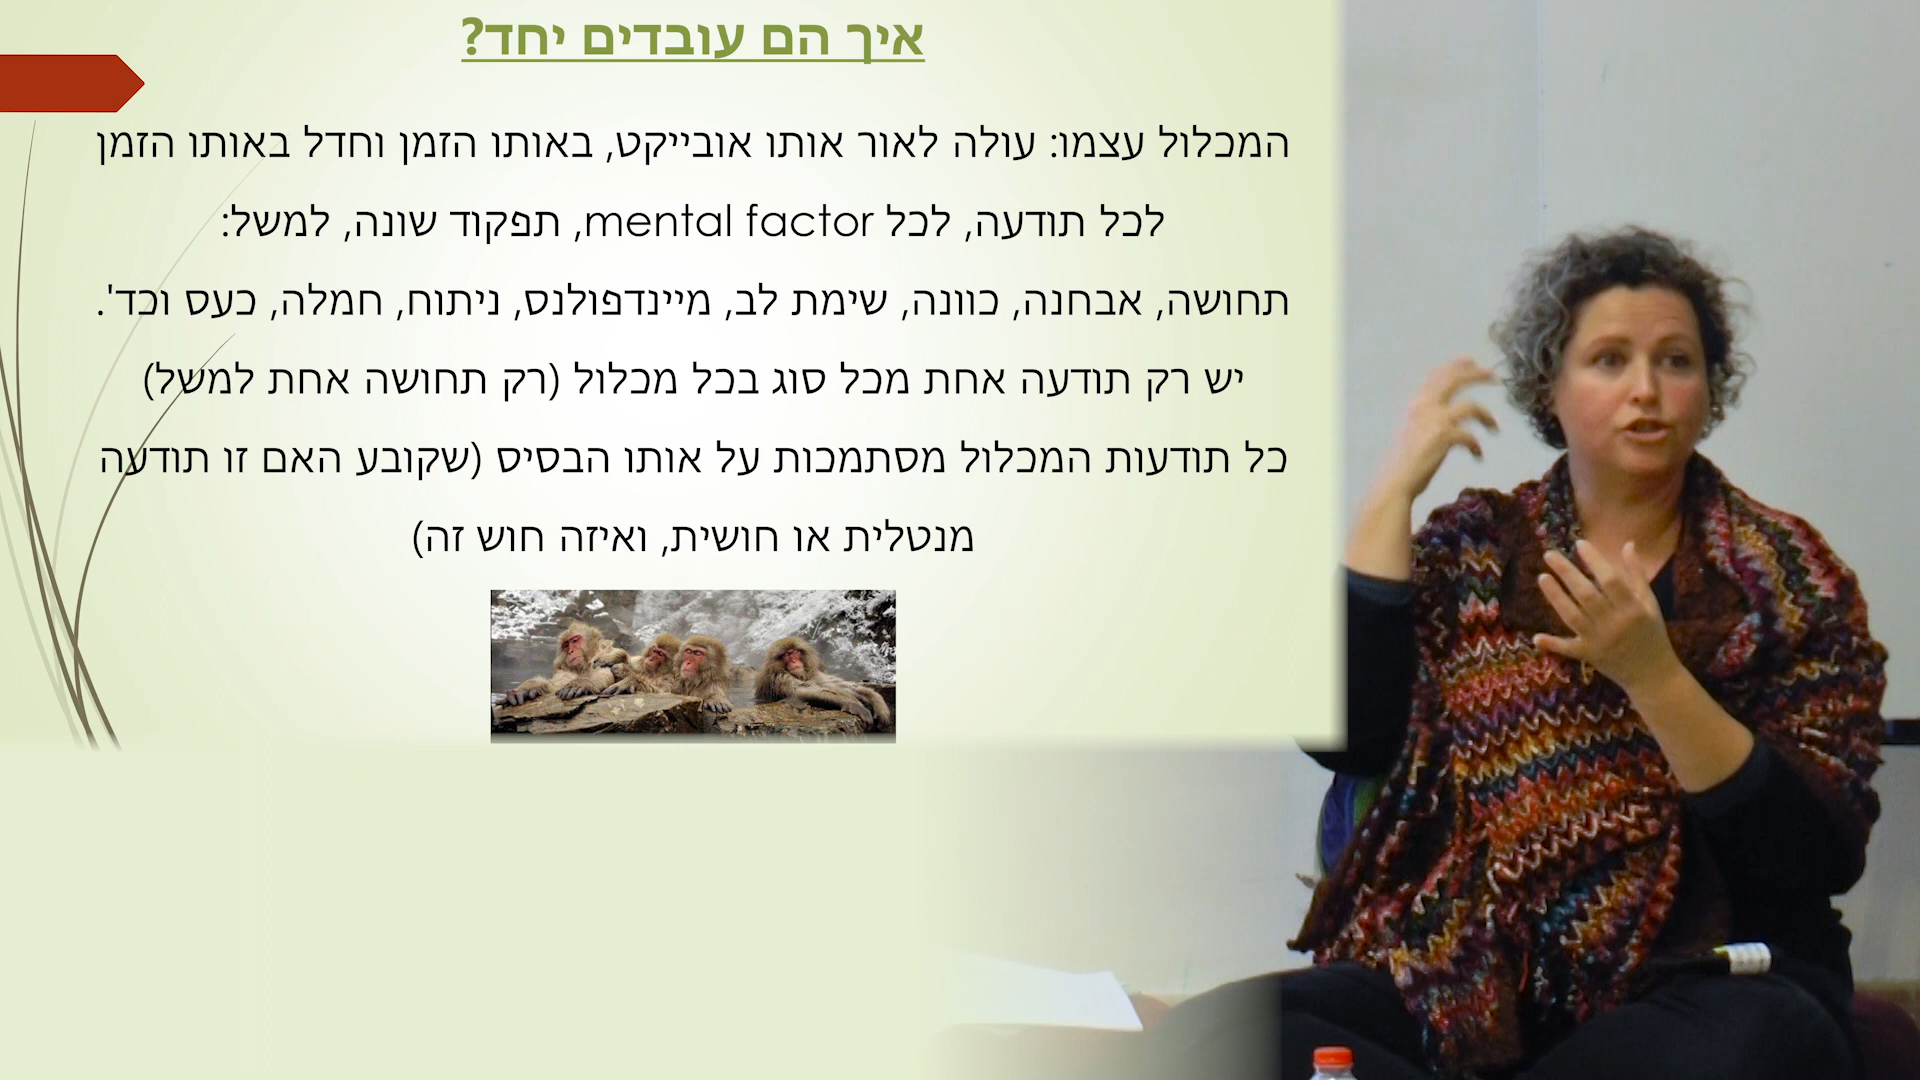 איך הם עובדים יחד?
המכלול עצמו: עולה לאור אותו אובייקט, באותו הזמן וחדל באותו הזמן
לכל תודעה, לכל mental factor, תפקוד שונה, למשל:
תחושה, אבחנה, כוונה, שימת לב, מיינדפולנס, ניתוח, חמלה, כעס וכד'.
יש רק תודעה אחת מכל סוג בכל מכלול (רק תחושה אחת למשל)
כל תודעות המכלול מסתמכות על אותו הבסיס (שקובע האם זו תודעה
מנטלית או חושית, ואיזה חוש זה)